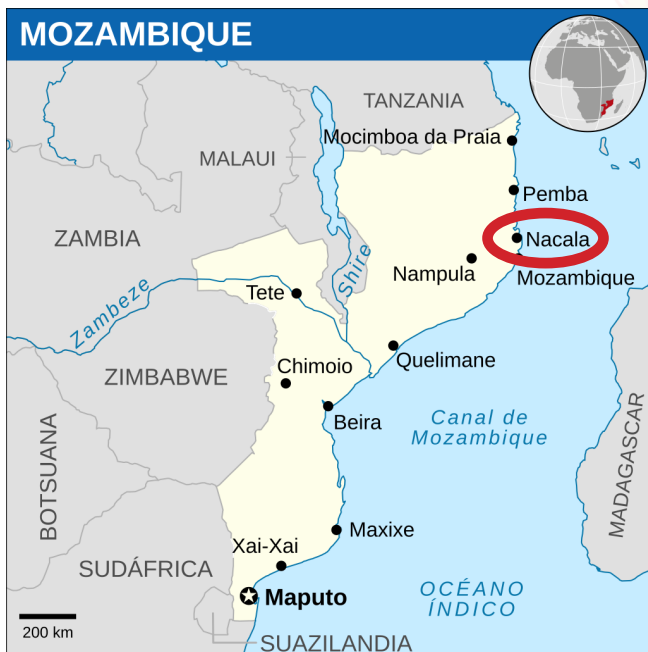 MOZAMBIQUE
TANZANIA
Mocimboa da Praia
MALAUI
Pemba
ZAMBIA
Nacala
Shire
Nampula
Mozambique
Zambeze
Tete
Quelimane
Chimoio
ZIMBABWE
Beira
Canal de
Mozambique
MADAGASCAR
BOTSUANA
Maxixe
Xai-Xai
SUDÁFRICA
Maputo
OCÉANO
ÍNDICO
200 km
SUAZILANDIA